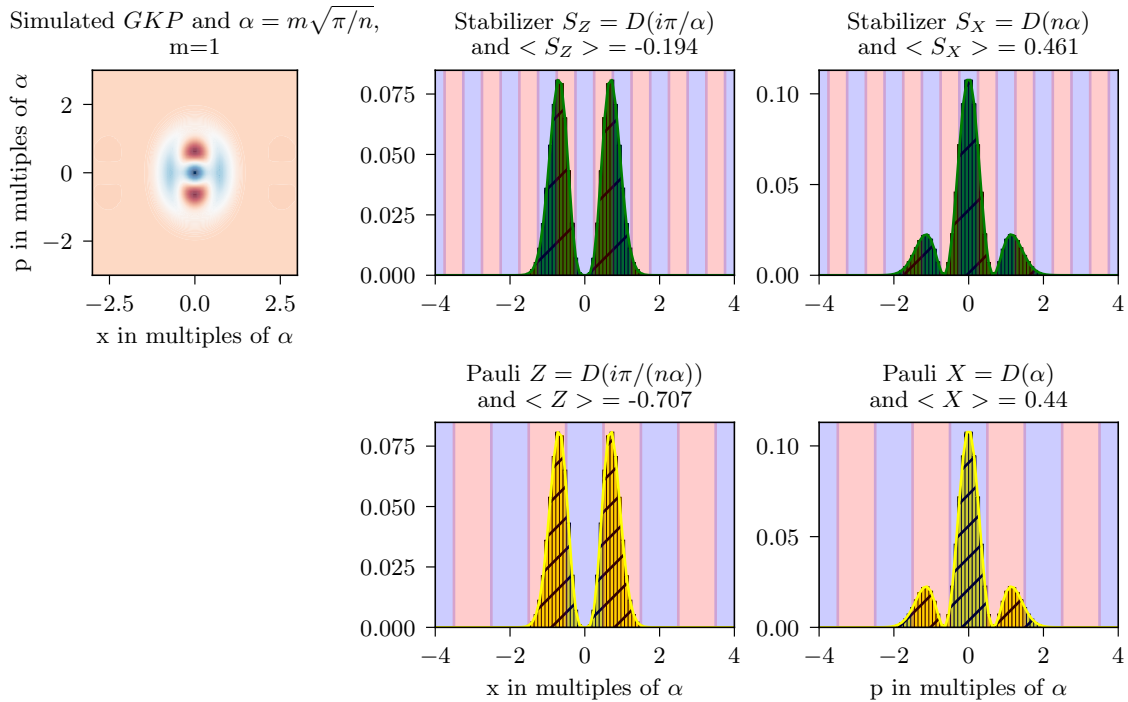 Simulated GKP and α = m√π/n,
m=1
p in multiples of α
2
0
−2
−2.5 0.0 2.5
x in multiples of α
Stabilizer S_Z = D(iπ/α)
and < S_Z > = -0.194
0.075
0.050
0.025
0.000
−4 −2 0 2 4
Stabilizer S_X = D(nα)
and < S_X > = 0.461
0.10
0.05
0.00
−4 −2 0 2 4
Pauli Z = D(iπ/(nα))
and < Z > = -0.707
0.075
0.050
0.025
0.000
−4 −2 0 2 4
x in multiples of α
Pauli X = D(α)
and < X > = 0.44
0.10
0.05
0.00
−4 −2 0 2 4
p in multiples of α